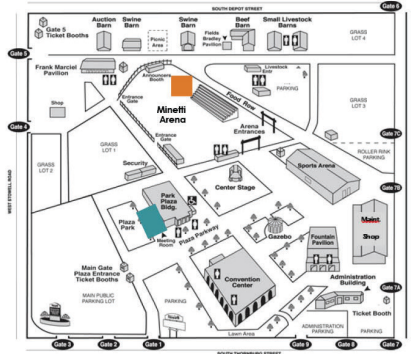 SOUTH DEPOT STREET
Gate 6
Gate 5
Ticket Booths
Auction
Barn
Swine
Barn
Picnic
Area
Swine
Barn
Fields
Bradley
Pavilion
Beef
Barn
Small Livestock
Barns
GRASS
LOT 4
Gate 5
Frank Marciel
Pavilion
Announcers
Booth
Livestock
Entr
PARKING
Shop
Entrance
Gate
Minetti
Arena
Food Row
GRASS
LOT 3
Gate 4
Arena
Entrances
Gate 7C
GRASS
LOT 1
Entrance
Gate
ROLLER RINK
PARKING
GRASS
LOT 2
Security
Sports Arena
WEST STOWELL ROAD
Park
Plaza
Bldg.
Center Stage
Gate 7B
Plaza
Park
Meeting
Room
Plaza Parkway
Gazebo
Maint.
Shop
Fountain
Pavilion
Main Gate
Plaza Entrance
Ticket Booths
Convention
Center
Administration
Building
Gate 7A
MAIN PUBLIC
PARKING LOT
PARKING
PARKING
Ticket Booth
Lawn Area
ADMINISTRATION
PARKING
PARKING
Gate 3
Gate 2
Gate 1
Gate 9
Gate 8
Gate 7